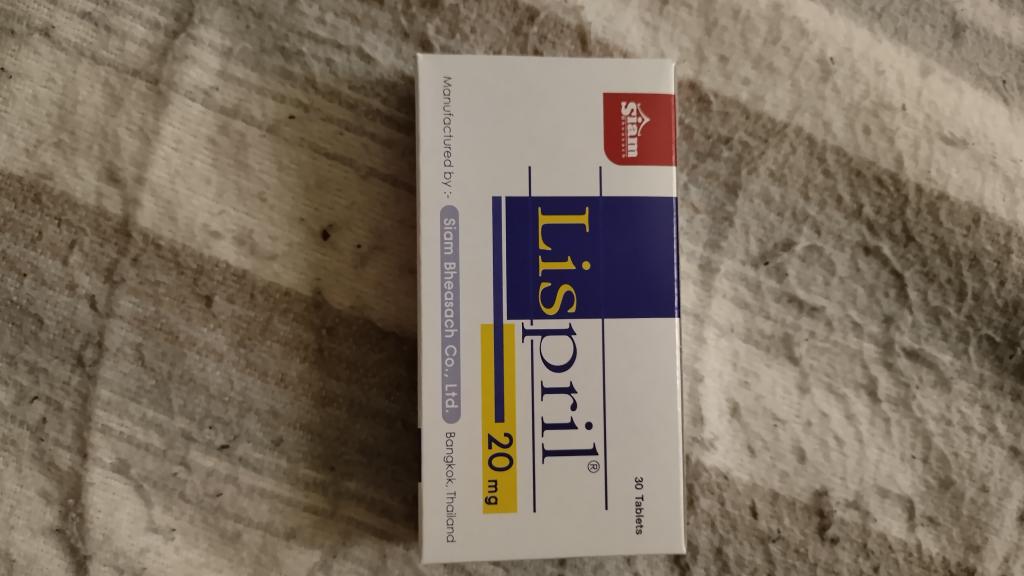 Siam
30 Tablets
Lispril®
20 mg
Manufactured by :- Siam Bheasach Co., Ltd. Bangkok, Thailand